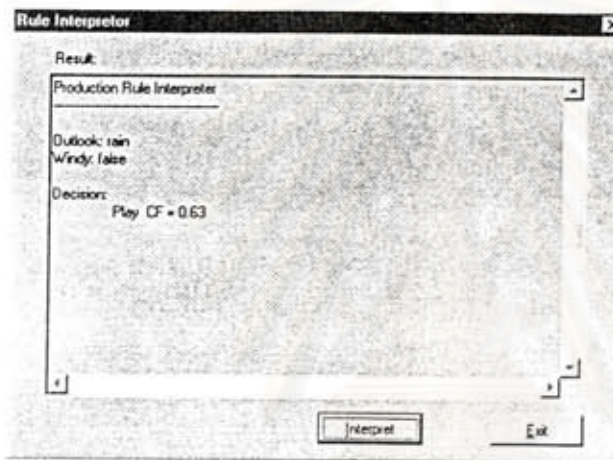 Rule Interpretor
Result:
Production Rule Interpreter
Outlook: rain
Windy: false
Decision:
Play CF = 0.63
Interpret
Exit